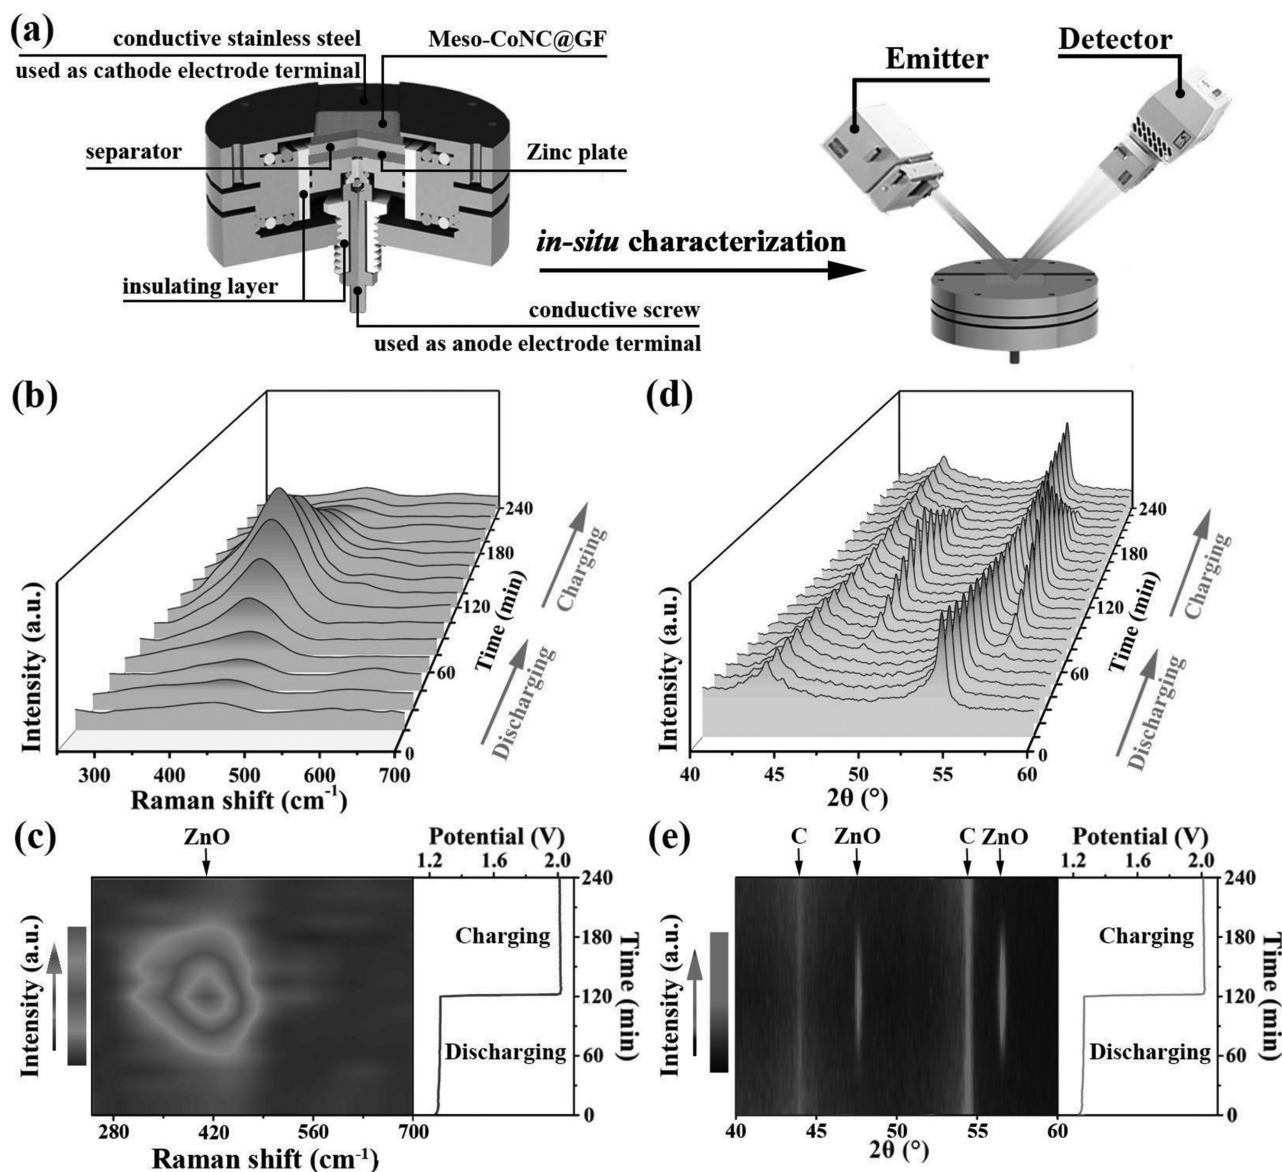 (a)
conductive stainless steel
used as cathode electrode terminal
Meso-CoNC@GF
separator
Zinc plate
insulating layer
conductive screw
used as anode electrode terminal
in-situ characterization
Emitter
Detector
(b)
Intensity (a.u.)
300 400 500 600 700
Raman shift (cm-1)
0
60
120
180
240
Time (min)
Discharging
Charging
(d)
Intensity (a.u.)
40 45 50 55 60
2θ (°)
0
60
120
180
240
Time (min)
Discharging
Charging
(c)
ZnO
Intensity (a.u.)
280 420 560 700
Raman shift (cm-1)
Potential (V)
1.2 1.6 2.0
Charging
Discharging
240
180
120
60
0
Time (min)
(e)
C ZnO C ZnO
Intensity (a.u.)
40 45 50 55 60
2θ (°)
Potential (V)
1.2 1.6 2.0
Charging
Discharging
240
180
120
60
0
Time (min)